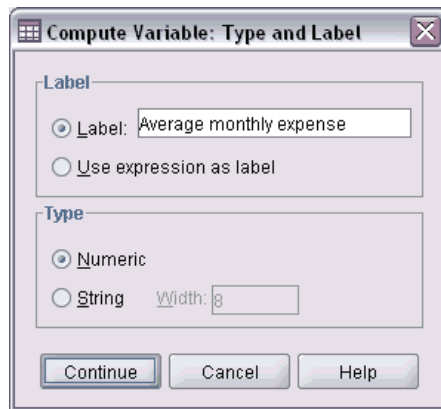 Compute Variable: Type and Label
Label
Label: Average monthly expense
Use expression as label
Type
Numeric
String Width: 8
Continue Cancel Help